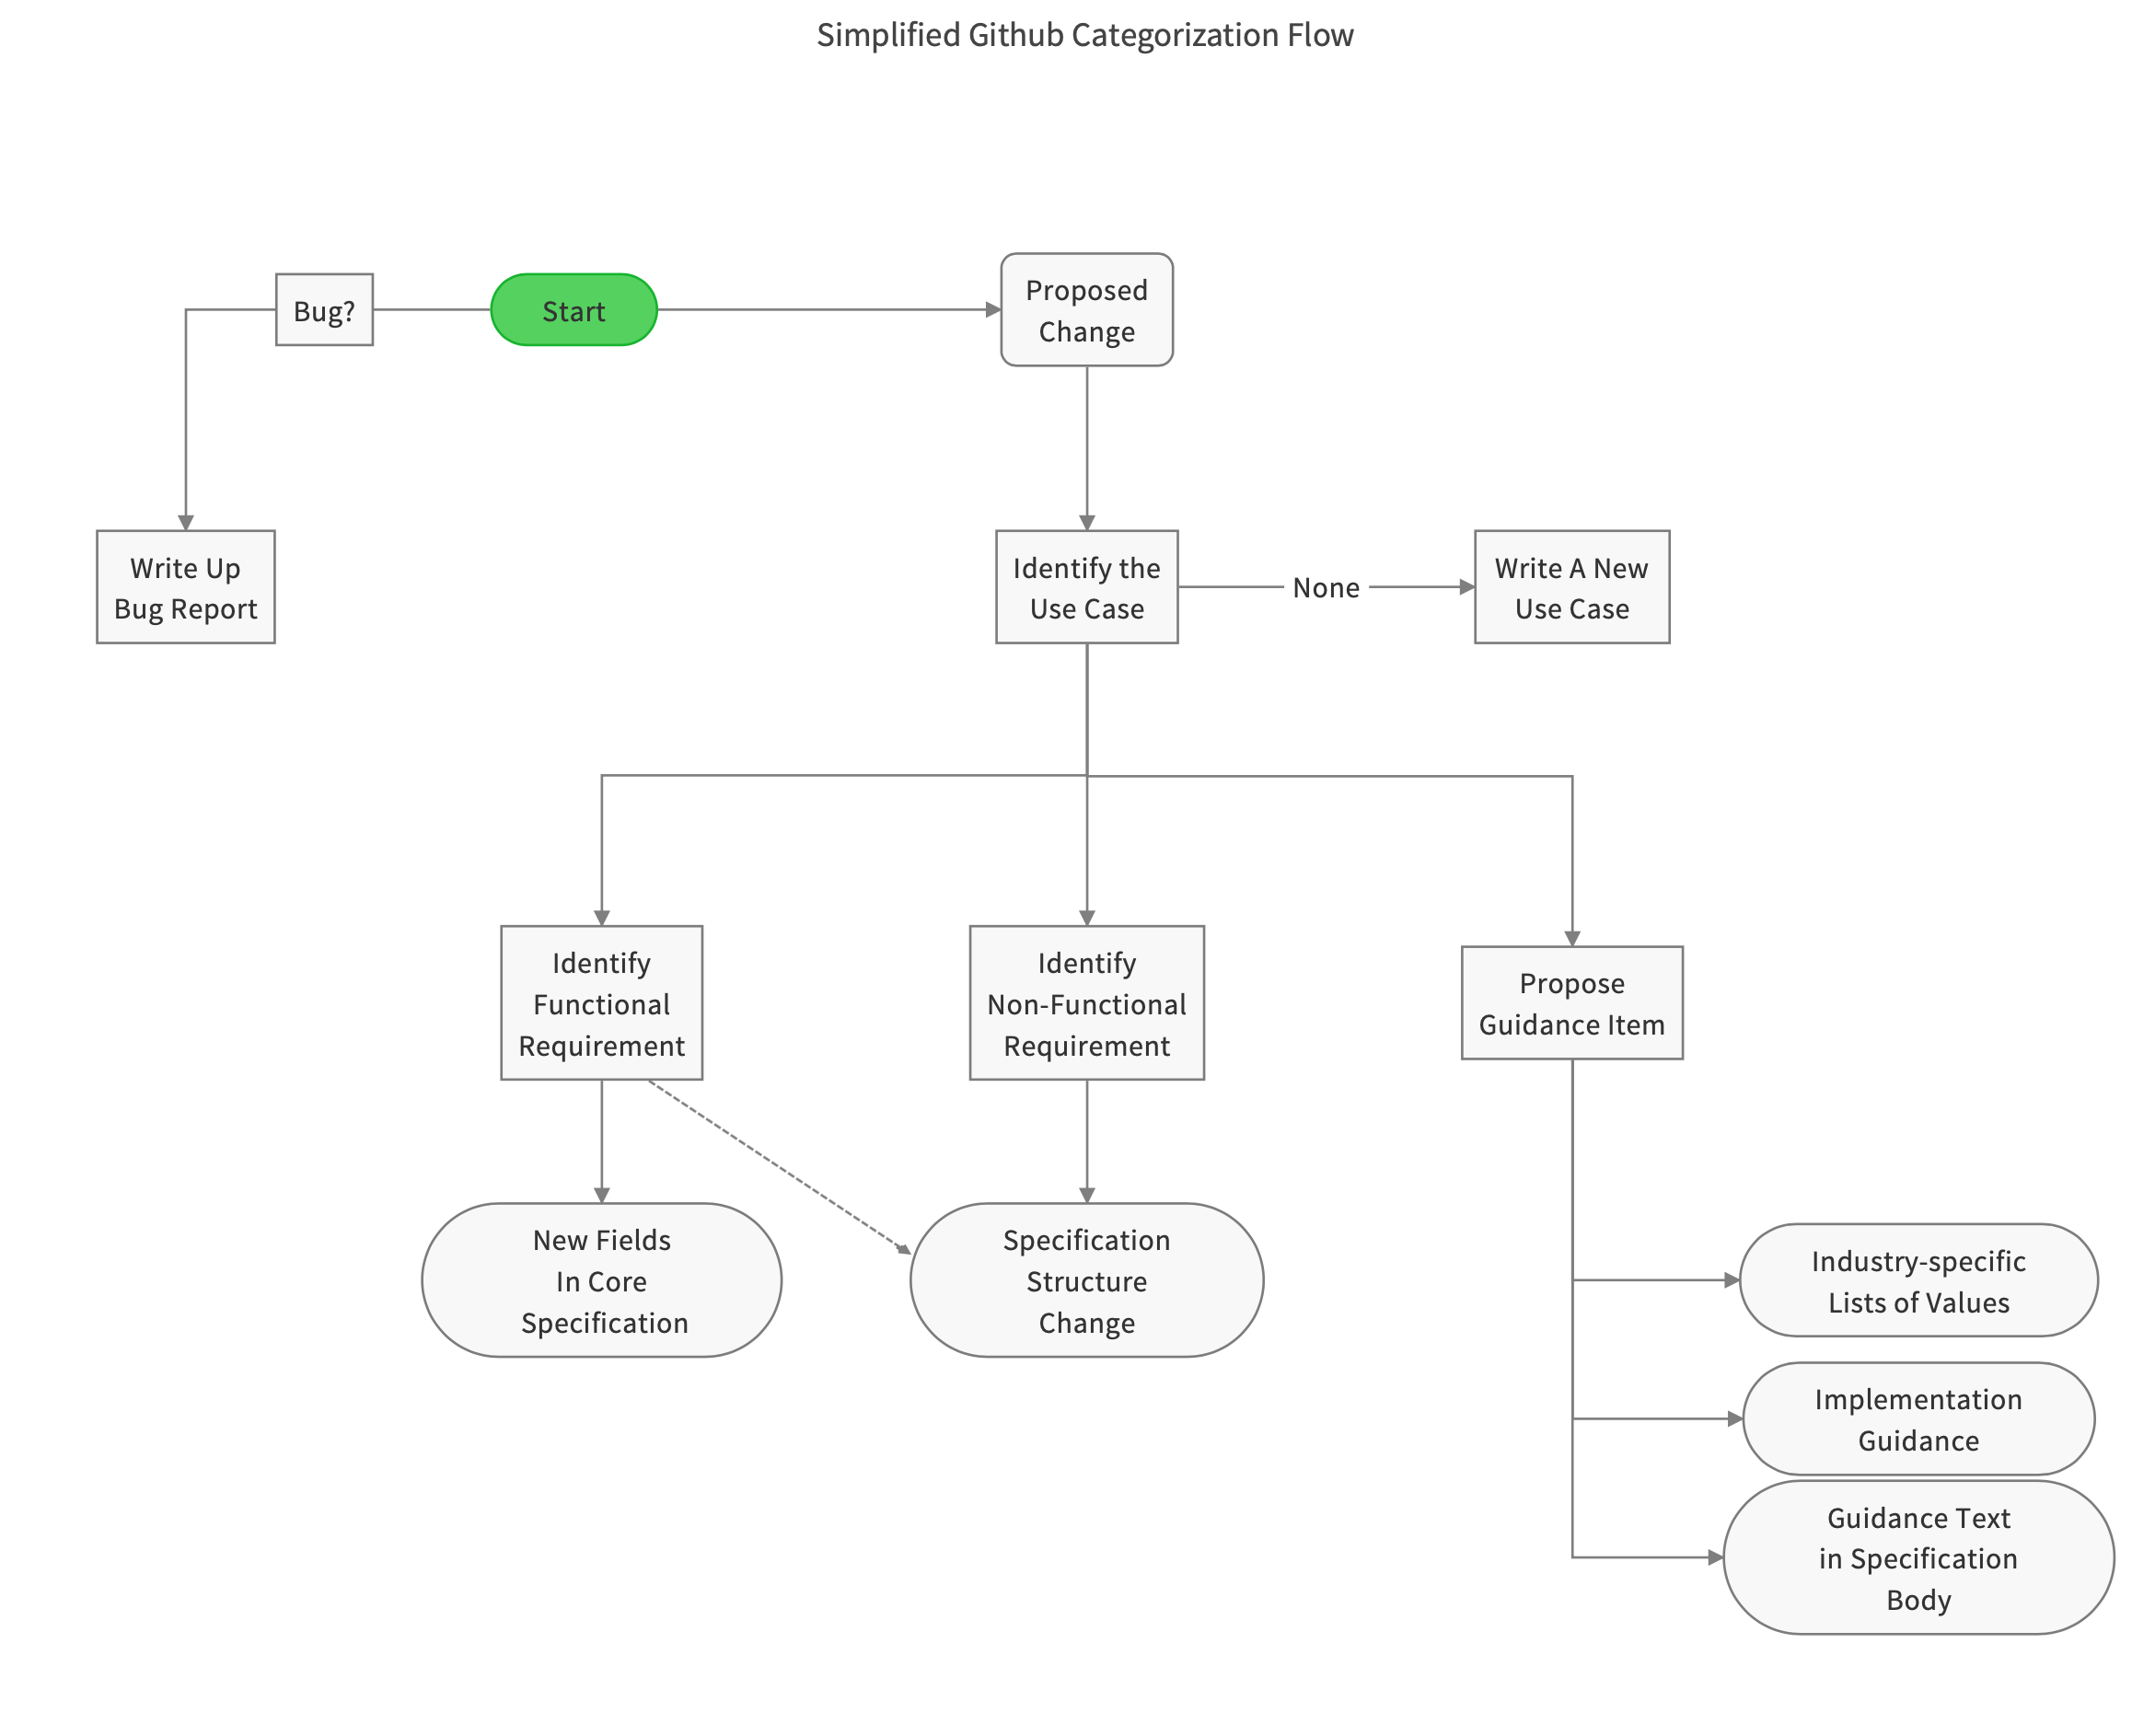 Simplified Github Categorization Flow
Bug?
Start
Proposed
Change
Write Up
Bug Report
Identify the
Use Case
None
Write A New
Use Case
Identify
Functional
Requirement
Identify
Non-Functional
Requirement
Propose
Guidance Item
New Fields
In Core
Specification
Specification
Structure
Change
Industry-specific
Lists of Values
Implementation
Guidance
Guidance Text
in Specification
Body